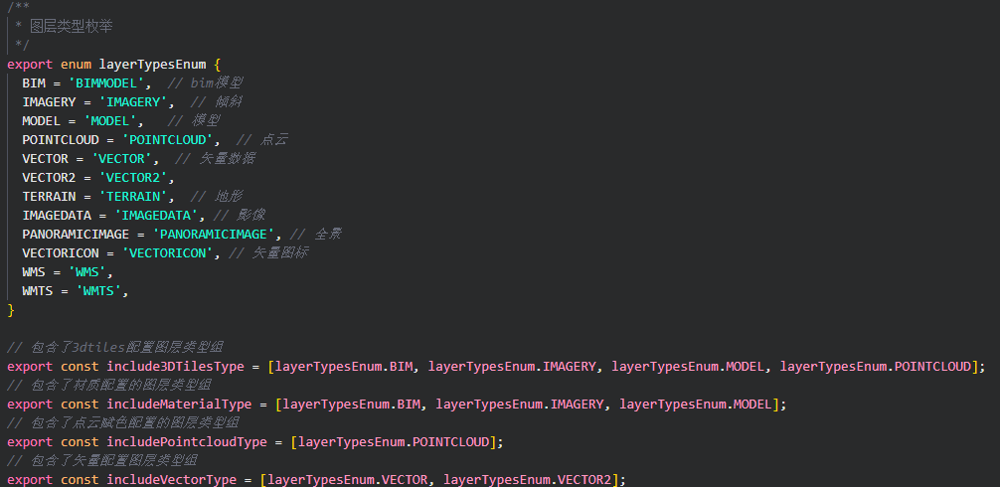 /**
 * 图层类型枚举
 */
export enum layerTypesEnum {
  BIM = 'BIMMODEL',  // bim模型
  IMAGERY = 'IMAGERY',  // 倾斜
  MODEL = 'MODEL',   // 模型
  POINTCLOUD = 'POINTCLOUD',  // 点云
  VECTOR = 'VECTOR',  // 矢量数据
  VECTOR2 = 'VECTOR2',
  TERRAIN = 'TERRAIN',  // 地形
  IMAGEDATA = 'IMAGEDATA', // 影像
  PANORAMICIMAGE = 'PANORAMICIMAGE', // 全景
  VECTORICON = 'VECTORICON', // 矢量图标
  WMS = 'WMS',
  WMTS = 'WMTS',
}
// 包含了3dtiles配置图层类型组
export const include3DTilesType = [layerTypesEnum.BIM, layerTypesEnum.IMAGERY, layerTypesEnum.MODEL, layerTypesEnum.POINTCLOUD];
// 包含了材质配置的图层类型组
export const includeMaterialType = [layerTypesEnum.BIM, layerTypesEnum.IMAGERY, layerTypesEnum.MODEL];
// 包含了点云赋色配置的图层类型组
export const includePointcloudType = [layerTypesEnum.POINTCLOUD];
// 包含了矢量配置图层类型组
export const includeVectorType = [layerTypesEnum.VECTOR, layerTypesEnum.VECTOR2];